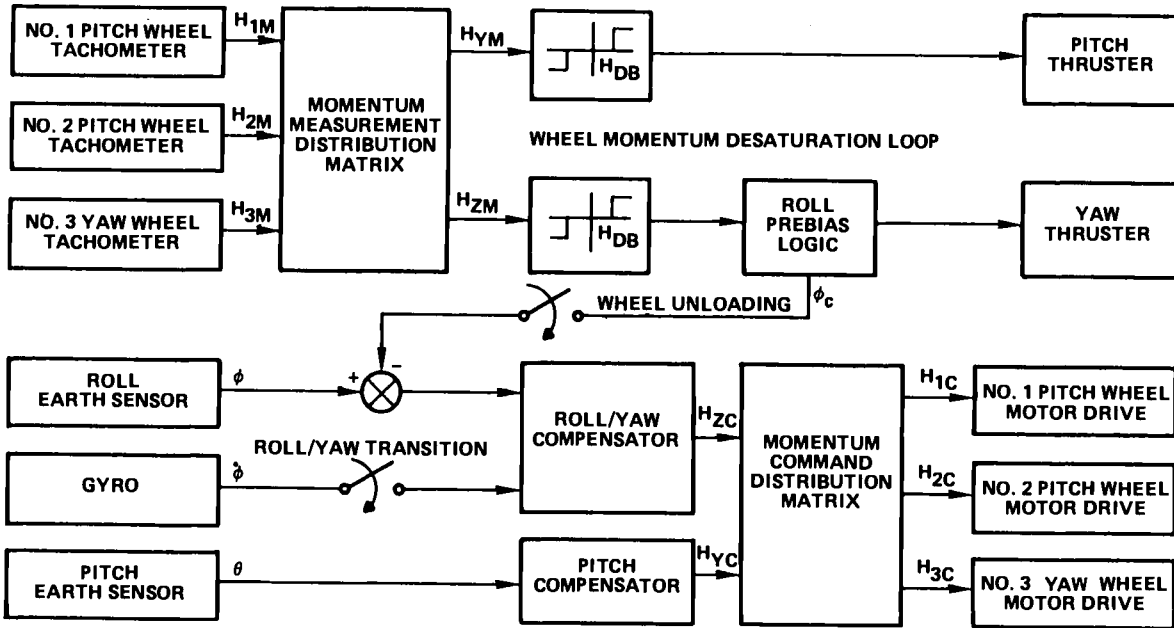 NO. 1 PITCH WHEEL
TACHOMETER
H1M
NO. 2 PITCH WHEEL
TACHOMETER
H2M
NO. 3 YAW WHEEL
TACHOMETER
H3M
MOMENTUM
MEASUREMENT
DISTRIBUTION
MATRIX
HYM
HDB
PITCH
THRUSTER
WHEEL MOMENTUM DESATURATION LOOP
HZM
HDB
ROLL
PREBIAS
LOGIC
YAW
THRUSTER
WHEEL UNLOADING
ϕc
ROLL
EARTH SENSOR
ϕ
+
−
ROLL/YAW TRANSITION
GYRO
ϕ̇
PITCH
EARTH SENSOR
θ
ROLL/YAW
COMPENSATOR
HZC
PITCH
COMPENSATOR
HYC
MOMENTUM
COMMAND
DISTRIBUTION
MATRIX
H1C
NO. 1 PITCH WHEEL
MOTOR DRIVE
H2C
NO. 2 PITCH WHEEL
MOTOR DRIVE
H3C
NO. 3 YAW WHEEL
MOTOR DRIVE